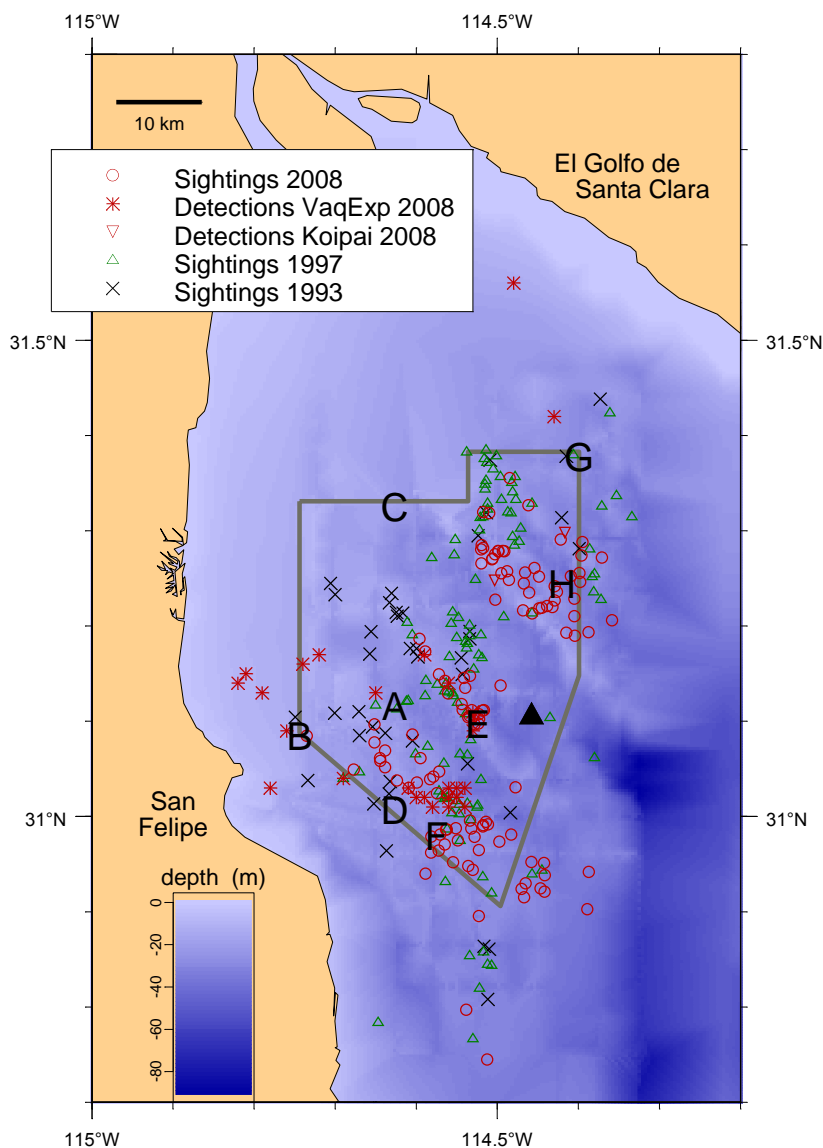 115°W
114.5°W
10 km
El Golfo de
Santa Clara
Sightings 2008
Detections VaqExp 2008
Detections Koipai 2008
Sightings 1997
Sightings 1993
31.5°N
31.5°N
G
C
H
A
B
E
D
F
San
Felipe
31°N
31°N
depth (m)
0
-20
-40
-60
-80
115°W
114.5°W